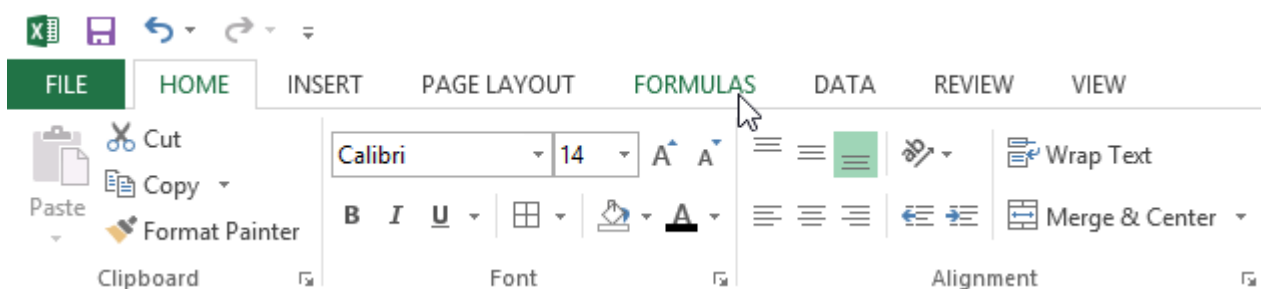 FILE HOME INSERT PAGE LAYOUT FORMULAS DATA REVIEW VIEW
Cut
Calibri 14
Wrap Text
Copy
Paste
B I U A Merge & Center
Format Painter
Clipboard Font Alignment